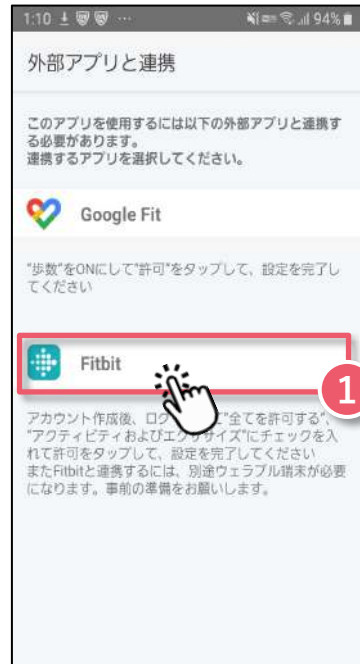 1:10 94%
外部アプリと連携
このアプリを使用するには以下の外部アプリと連携す
る必要があります。
連携するアプリを選択してください。
Google Fit
"歩数"をONにして"許可"をタップして、設定を完了し
てください
Fitbit
1
アカウント作成後、ログ で"全てを許可する"、
"アクティビティおよびエクササイズ"にチェックを入
れて許可をタップして、設定を完了してください
またFitbitと連携するには、別途ウェラブル端末が必要
になります。事前の準備をお願いします。